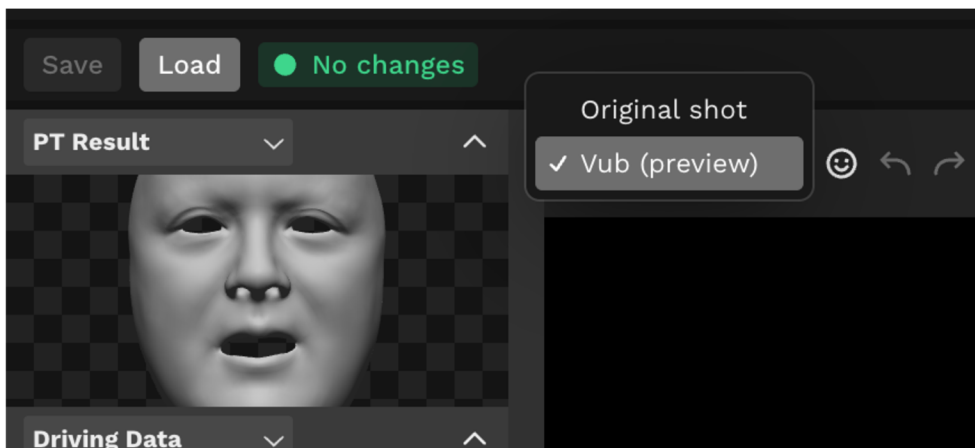 Save
Load
No changes
Original shot
PT Result
✓ Vub (preview)
Driving Data